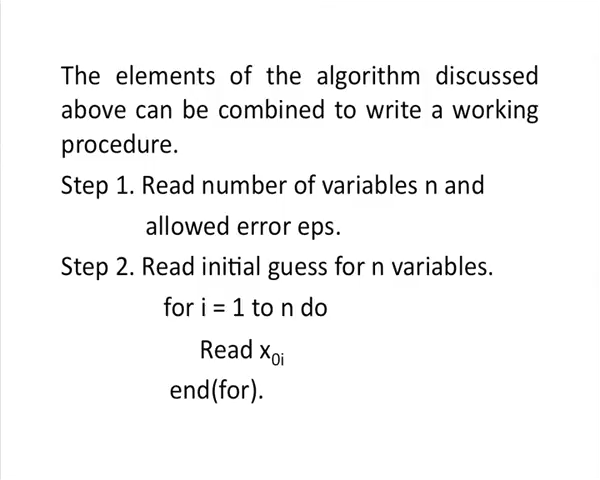 The elements of the algorithm discussed
above can be combined to write a working
procedure.
Step 1. Read number of variables n and
allowed error eps.
Step 2. Read initial guess for n variables.
for i = 1 to n do
Read x₀ᵢ
end(for).